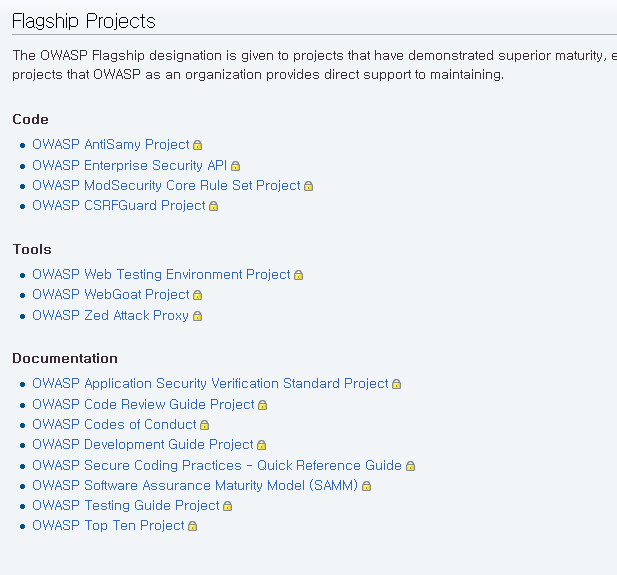 Flagship Projects
The OWASP Flagship designation is given to projects that have demonstrated superior maturity, e
projects that OWASP as an organization provides direct support to maintaining.
Code
OWASP AntiSamy Project
OWASP Enterprise Security API
OWASP ModSecurity Core Rule Set Project
OWASP CSRFGuard Project
Tools
OWASP Web Testing Environment Project
OWASP WebGoat Project
OWASP Zed Attack Proxy
Documentation
OWASP Application Security Verification Standard Project
OWASP Code Review Guide Project
OWASP Codes of Conduct
OWASP Development Guide Project
OWASP Secure Coding Practices - Quick Reference Guide
OWASP Software Assurance Maturity Model (SAMM)
OWASP Testing Guide Project
OWASP Top Ten Project